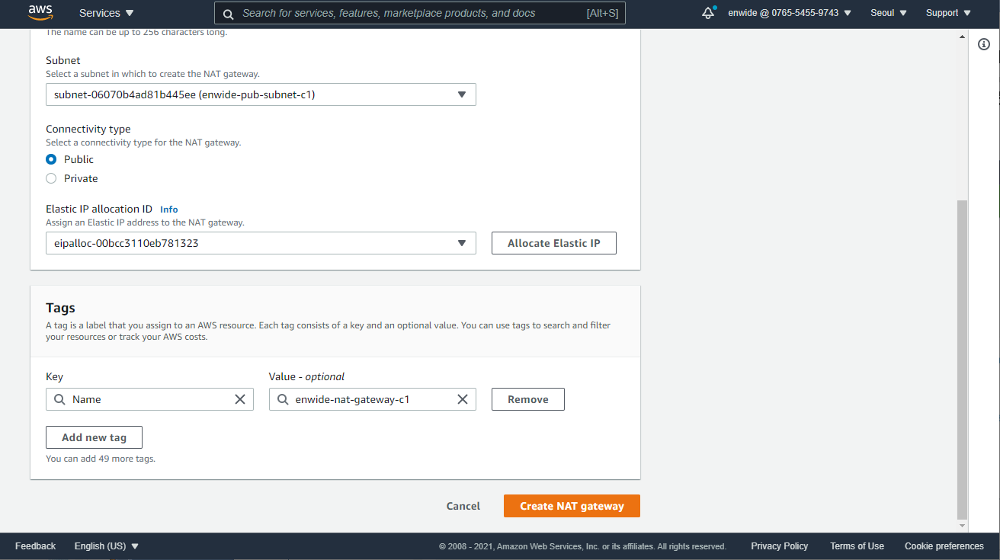 aws Services Search for services, features, marketplace products, and docs [Alt+S] enwide @ 0765-5455-9743 Seoul Support
The name can be up to 256 characters long.
Subnet
Select a subnet in which to create the NAT gateway.
subnet-06070b4ad81b445ee (enwide-pub-subnet-c1)
Connectivity type
Select a connectivity type for the NAT gateway.
Public
Private
Elastic IP allocation ID Info
Assign an Elastic IP address to the NAT gateway.
eipalloc-00bcc3110eb781323 Allocate Elastic IP
Tags
A tag is a label that you assign to an AWS resource. Each tag consists of a key and an optional value. You can use tags to search and filter
your resources or track your AWS costs.
Key Value - optional
Name enwide-nat-gateway-c1 Remove
Add new tag
You can add 49 more tags.
Cancel Create NAT gateway
Feedback English (US) © 2008 - 2021, Amazon Web Services, Inc. or its affiliates. All rights reserved. Privacy Policy Terms of Use Cookie preferences